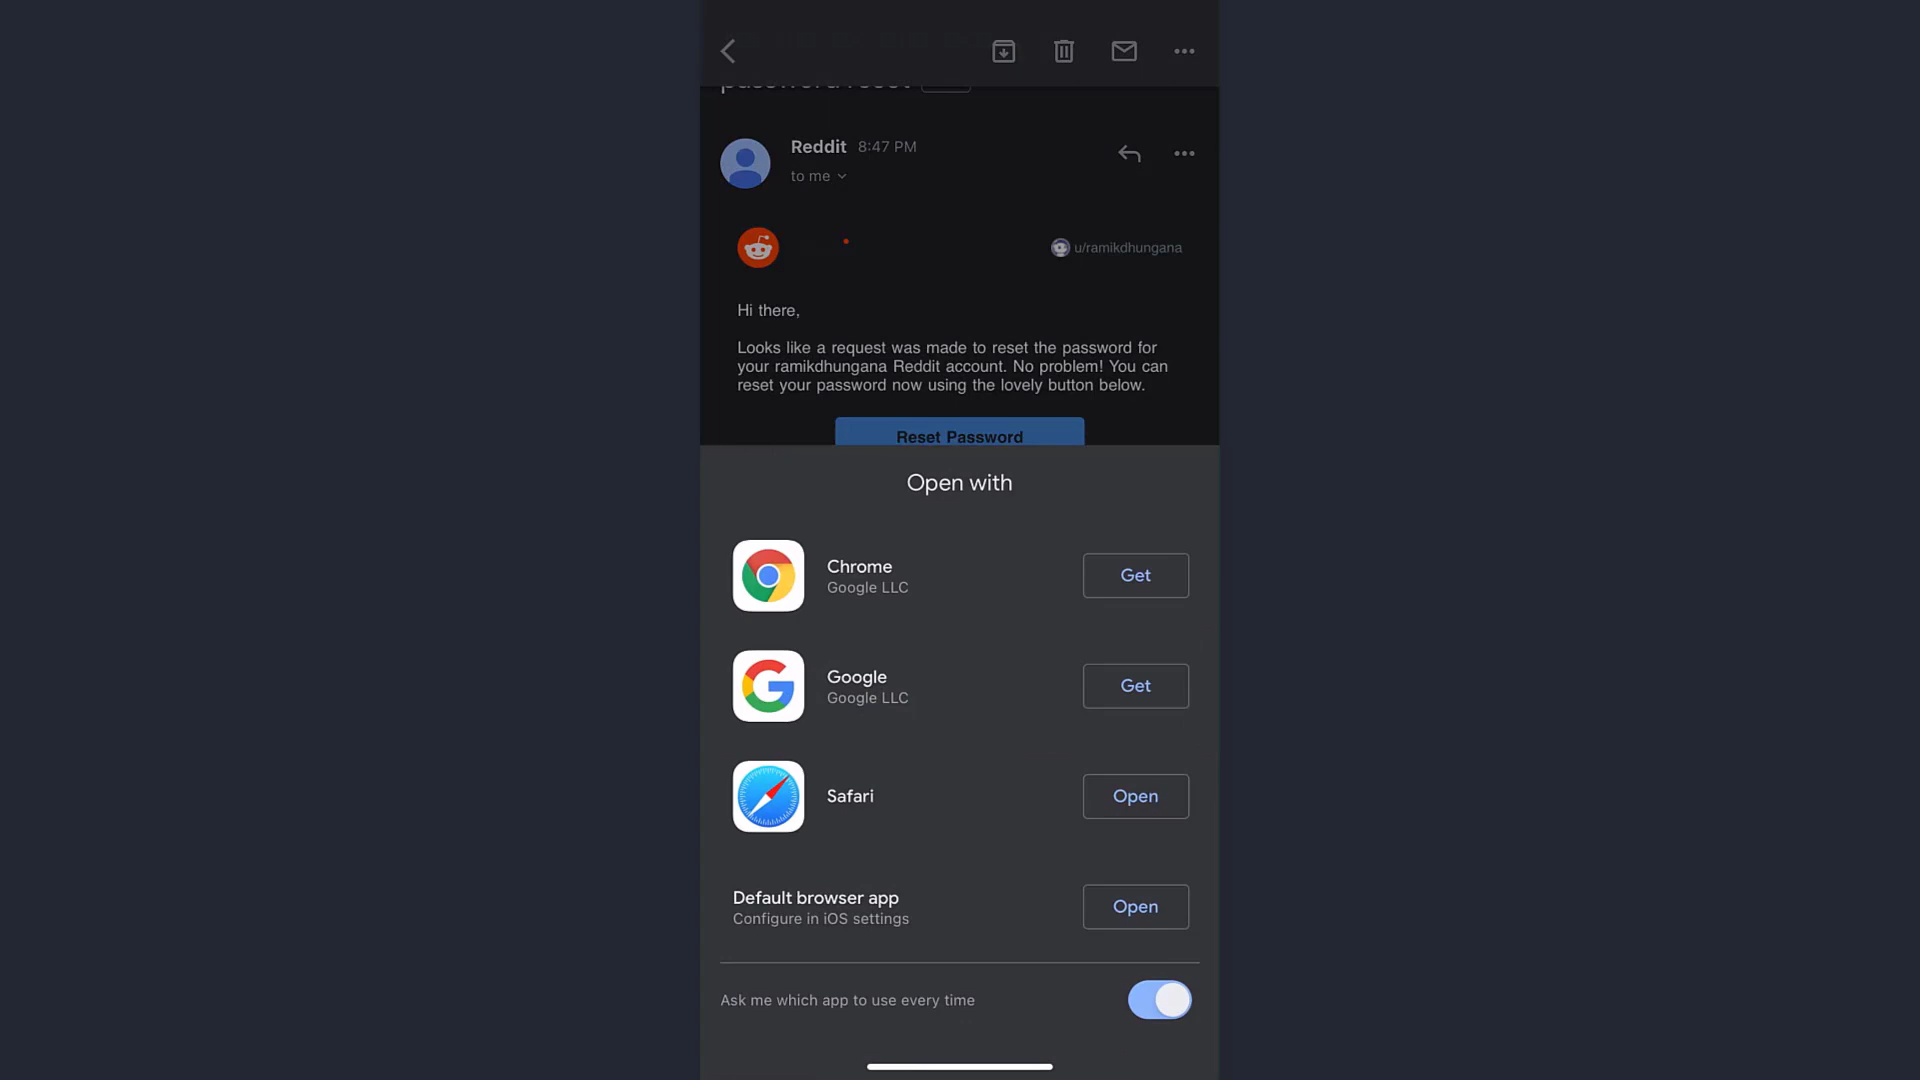 password reset
Reddit 8:47 PM
to me
u/ramikdhungana
Hi there,
Looks like a request was made to reset the password for
your ramikdhungana Reddit account. No problem! You can
reset your password now using the lovely button below.
Reset Password
Open with
Chrome
Google LLC
Get
Google
Google LLC
Get
Safari
Open
Default browser app
Configure in iOS settings
Open
Ask me which app to use every time